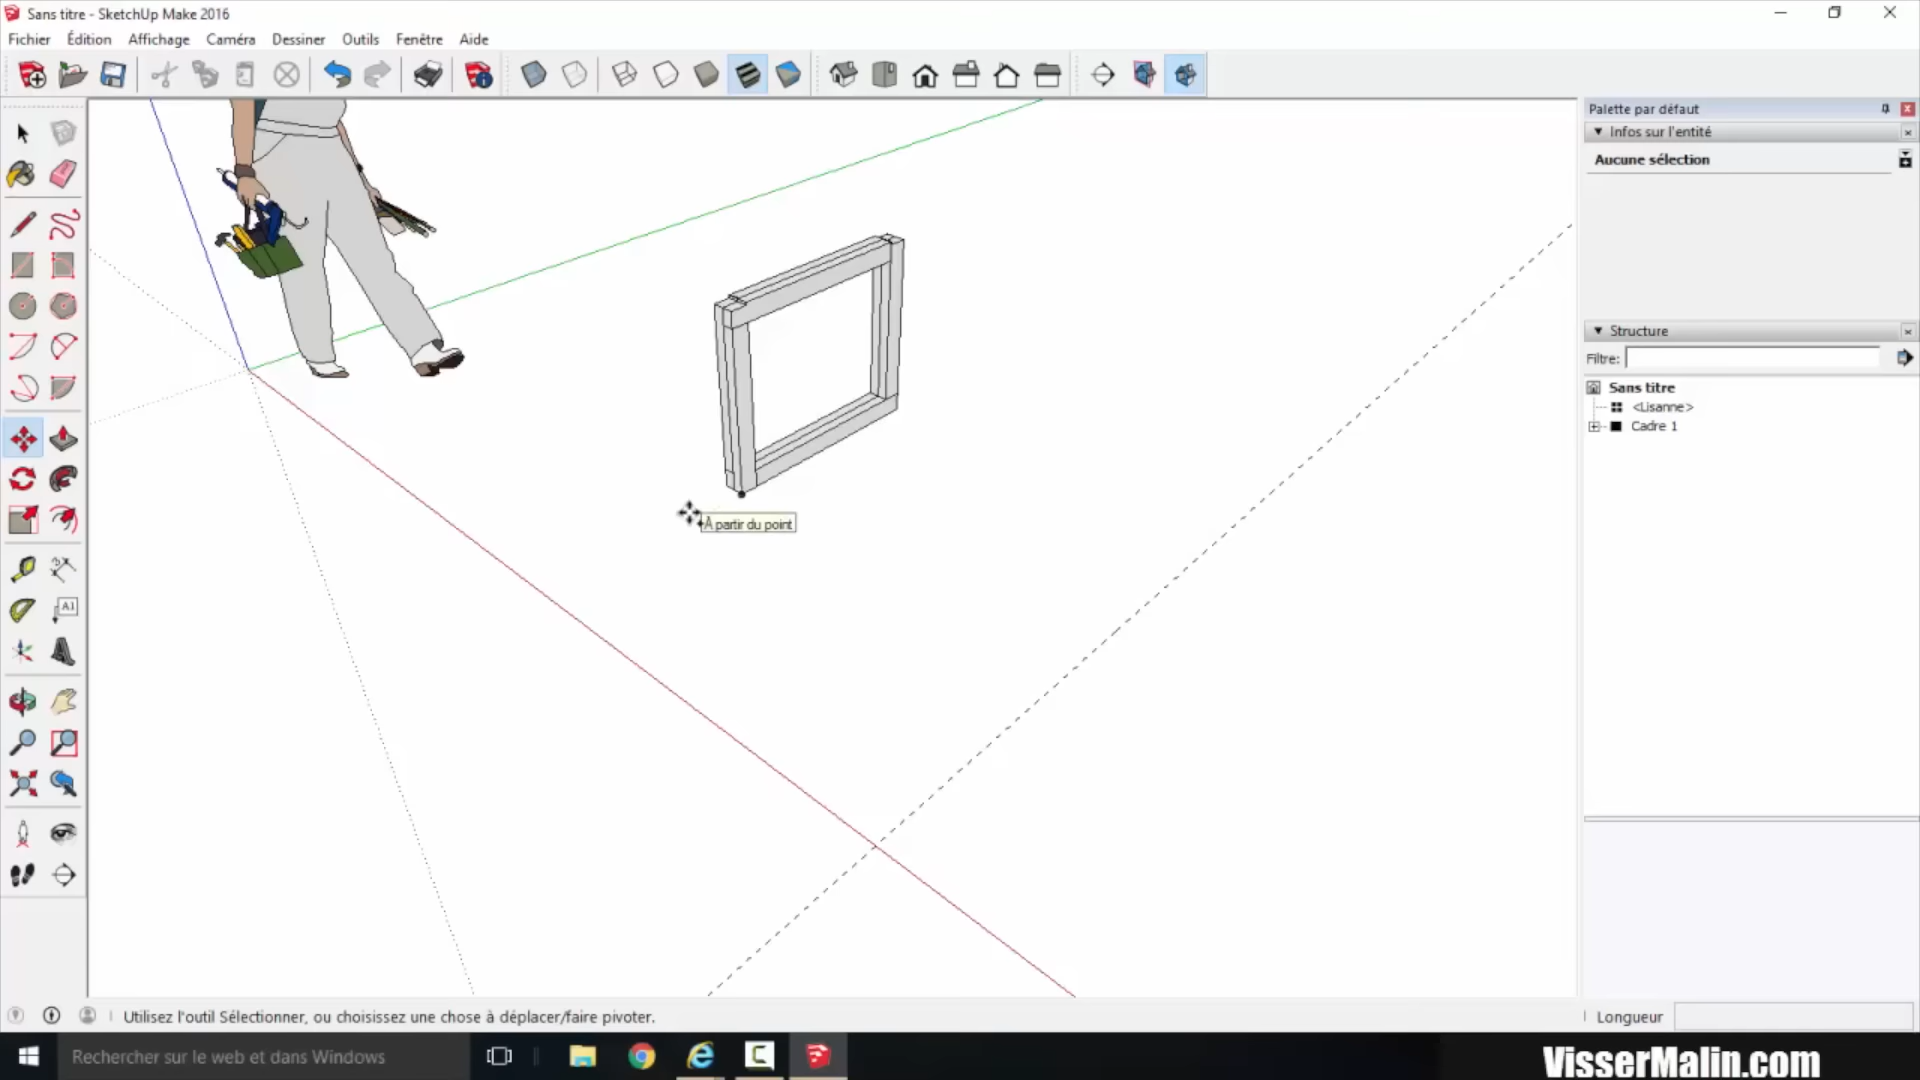 Sans titre - SketchUp Make 2016
Fichier Édition Affichage Caméra Dessiner Outils Fenêtre Aide
Palette par défaut
Infos sur l'entité
Aucune sélection
Structure
Filtre:
Sans titre
<Lisanne>
Cadre 1
À partir du point
A1
Utilisez l'outil Sélectionner, ou choisissez une chose à déplacer/faire pivoter.
Longueur
Rechercher sur le web et dans Windows
VisserMalin.com